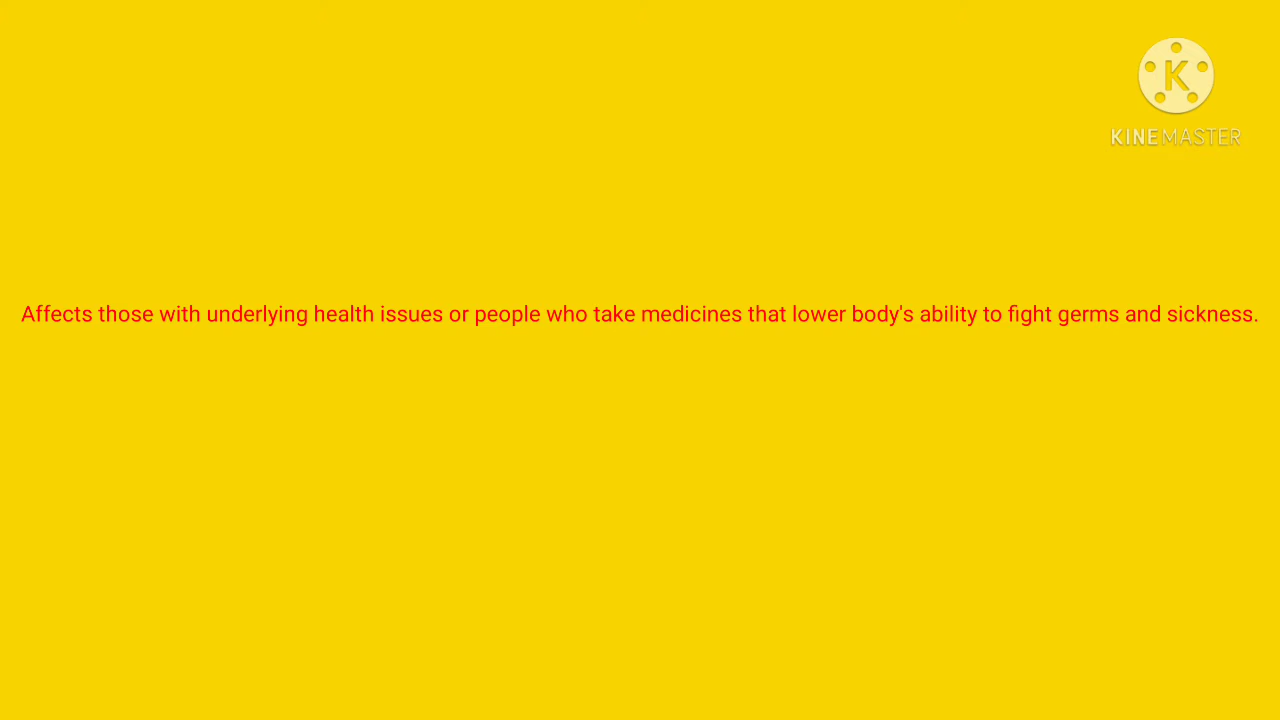 K
KINEMASTER
Affects those with underlying health issues or people who take medicines that lower body's ability to fight germs and sickness.